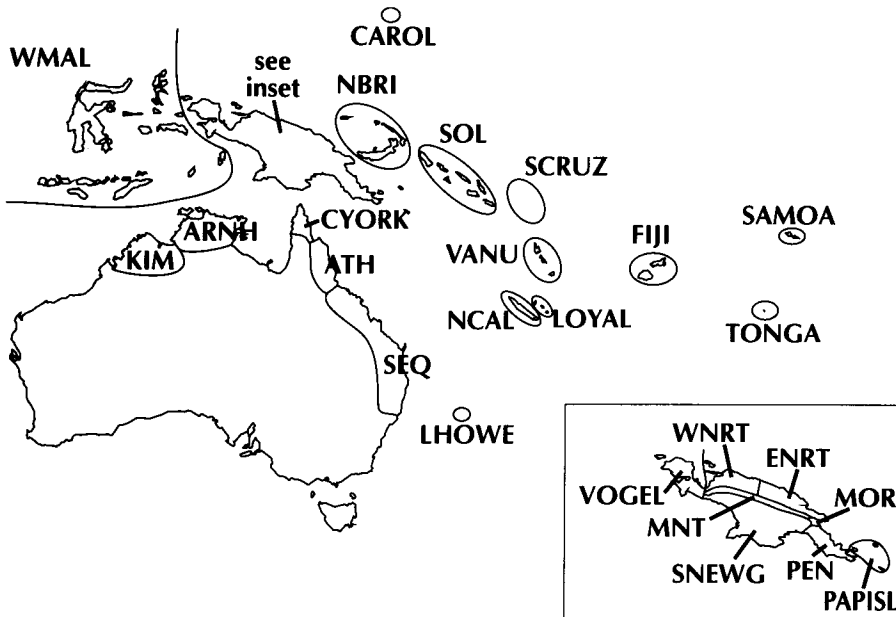 CAROL
WMAL
see
inset
NBRI
SOL
SCRUZ
CYORK
SAMOA
ARNH
FIJI
VANU
KIM
ATH
NCAL
LOYAL
TONGA
SEQ
LHOWE
WNRT
ENRT
VOGEL
MOR
MNT
SNEWG
PEN
PAPISL